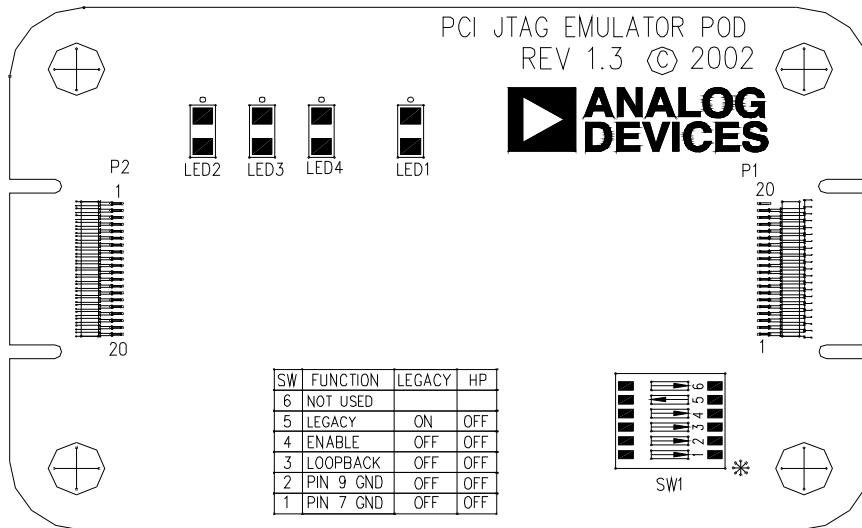 PCI JTAG EMULATOR POD
REV 1.3 © 2002
ANALOG
DEVICES
LED2 LED3 LED4 LED1
P2
1
20
P1
20
1
SW FUNCTION LEGACY HP
6 NOT USED
5 LEGACY ON OFF
4 ENABLE OFF OFF
3 LOOPBACK OFF OFF
2 PIN 9 GND OFF OFF
1 PIN 7 GND OFF OFF
6
5
4
3
2
1
SW1